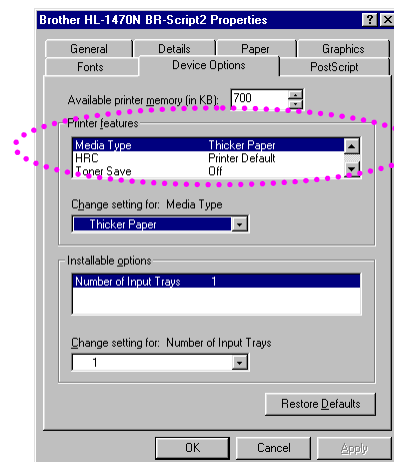 Brother HL-1470N BR-Script2 Properties
General Details Paper Graphics
Fonts Device Options PostScript
Available printer memory (in KB): 700
Printer features
Media Type Thicker Paper
HRC Printer Default
Toner Save Off
Change setting for: Media Type
Thicker Paper
Installable options
Number of Input Trays 1
Change setting for: Number of Input Trays
1
Restore Defaults
OK Cancel Apply